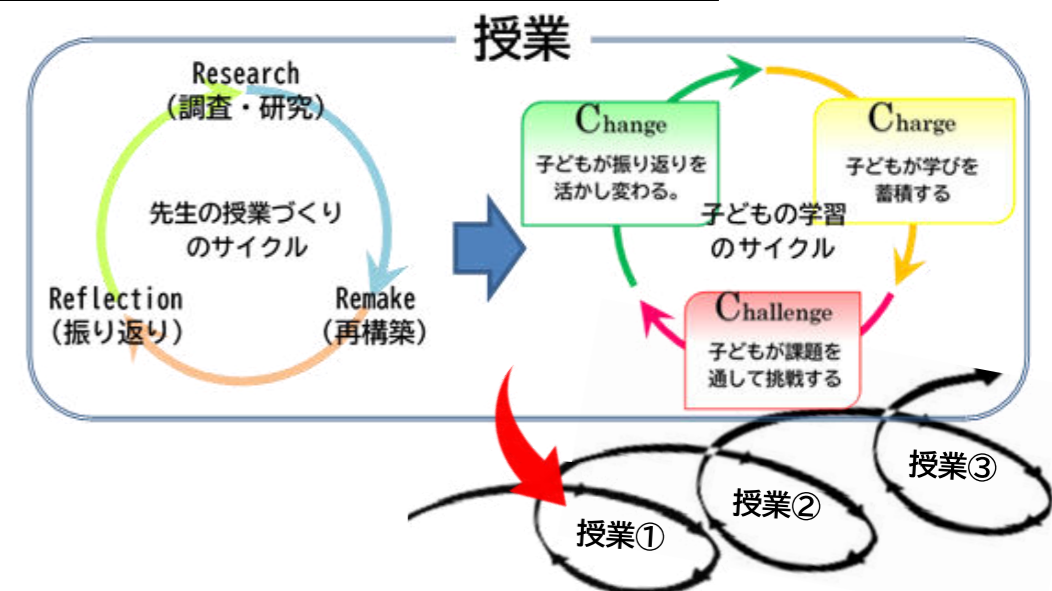 授業
Research
（調査・研究）
先生の授業づくり
のサイクル
Reflection
（振り返り）
Remake
（再構築）
Change
子どもが振り返りを
活かし変わる。
Charge
子どもが学びを
蓄積する
子どもの学習
のサイクル
Challenge
子どもが課題を
通して挑戦する
授業①
授業②
授業③